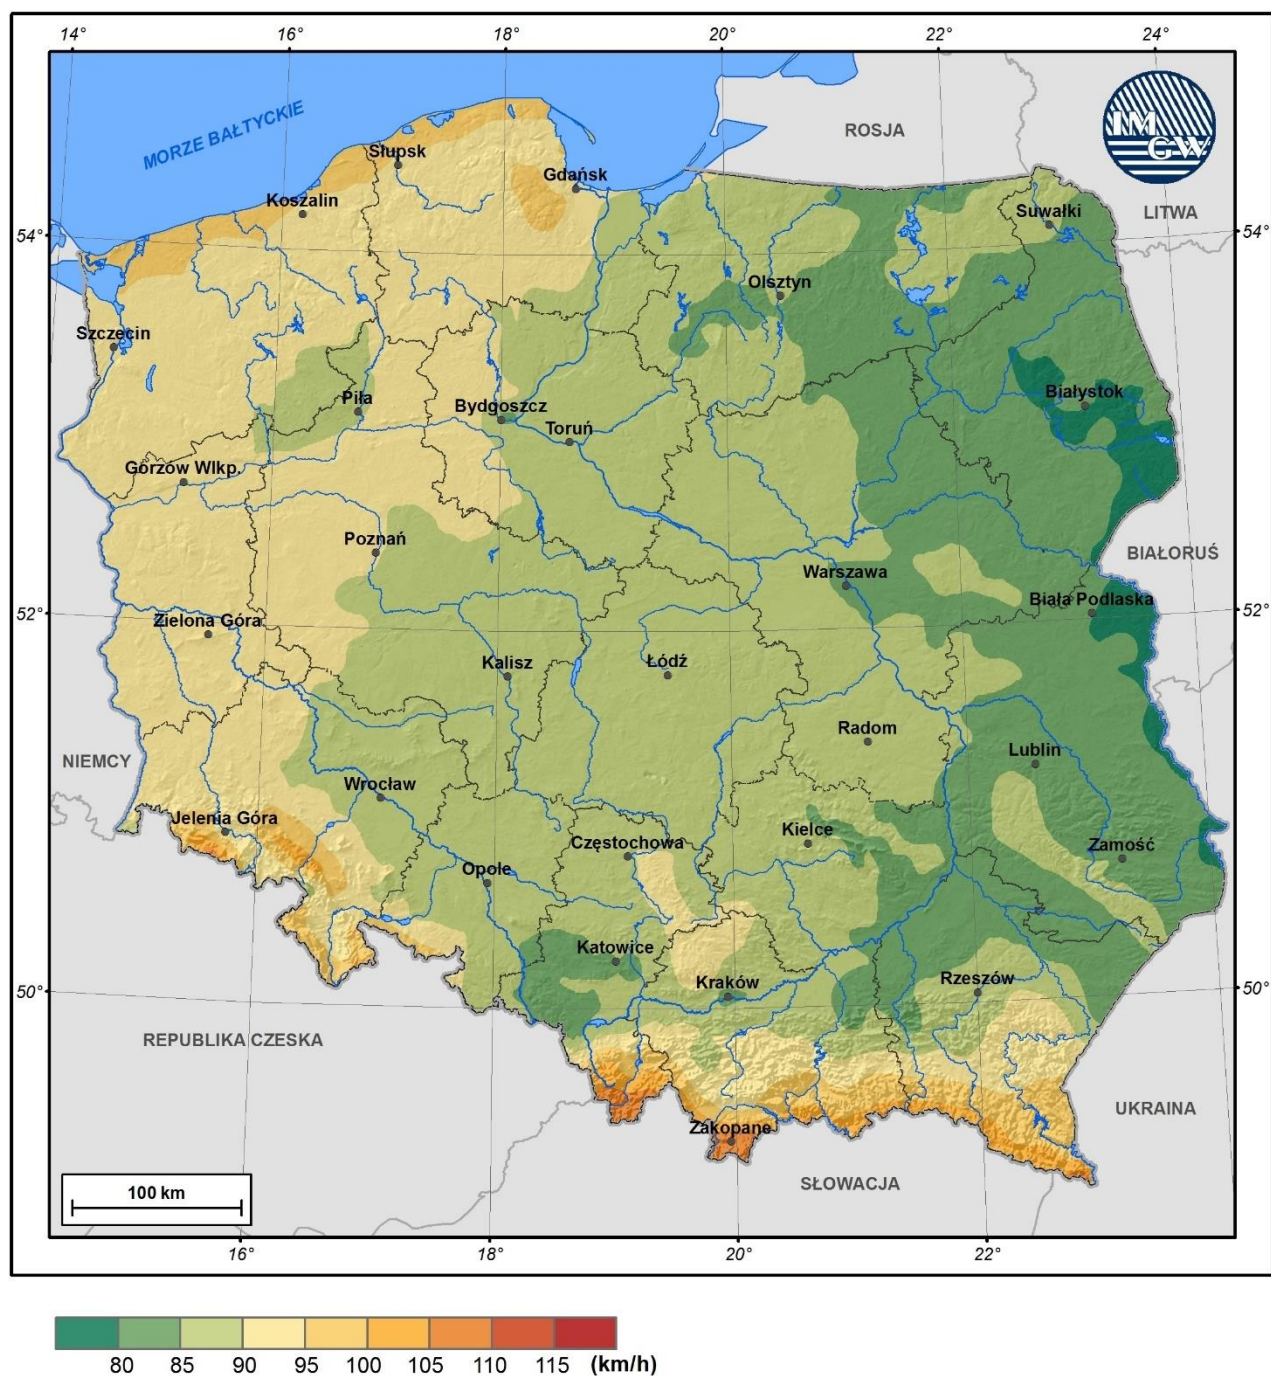 14° 16° 18° 20° 22° 24°
ROSJA
IM
GW
MORZE BAŁTYCKIE
Słupsk
Gdańsk
Koszalin
Suwałki
LITWA
54° 54°
Olsztyn
Szczecin
Białystok
Piła
Bydgoszcz
Toruń
Gorzów Wlkp.
Poznań
BIAŁORUŚ
Warszawa
Biała Podlaska
52° 52°
Zielona Góra
Kalisz
Łódź
Radom
Lublin
NIEMCY
Wrocław
Jelenia Góra
Kielce
Częstochowa
Zamość
Opole
Katowice
Kraków
Rzeszów
50° 50°
REPUBLIKA CZESKA
UKRAINA
Zakopane
SŁOWACJA
100 km
16° 18° 20° 22°
80 85 90 95 100 105 110 115 (km/h)